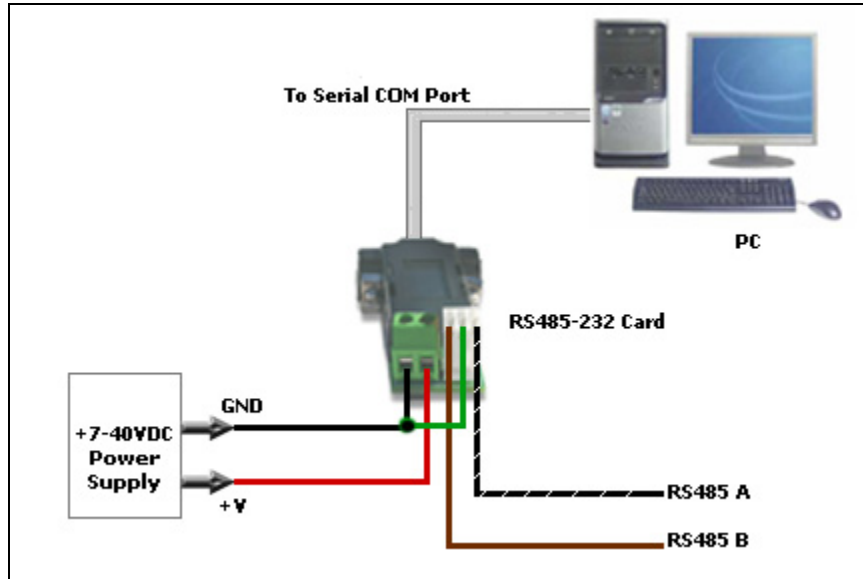 To Serial COM Port
PC
RS485-232 Card
GND
+7-40VDC
Power
Supply
+V
RS485 A
RS485 B